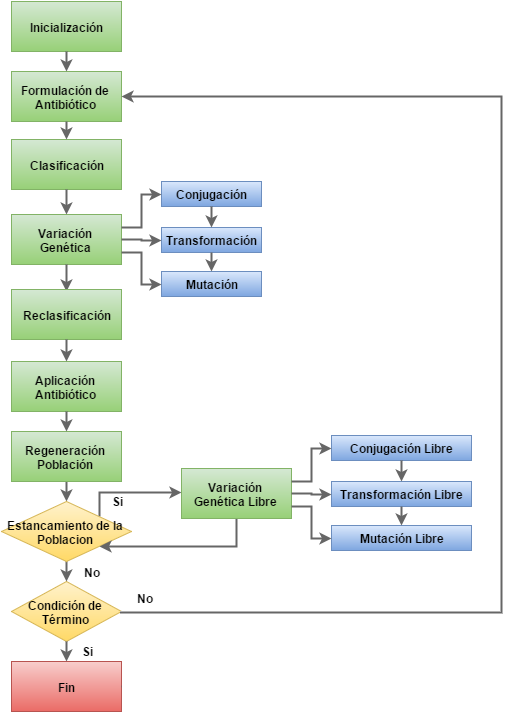 Inicialización
Formulación de
Antibiótico
Clasificación
Variación
Genética
Conjugación
Transformación
Mutación
Reclasificación
Aplicación
Antibiótico
Regeneración
Población
Si
Estancamiento de la
Poblacion
Variación
Genética Libre
Conjugación Libre
Transformación Libre
Mutación Libre
No
Condición de
Término
No
Si
Fin